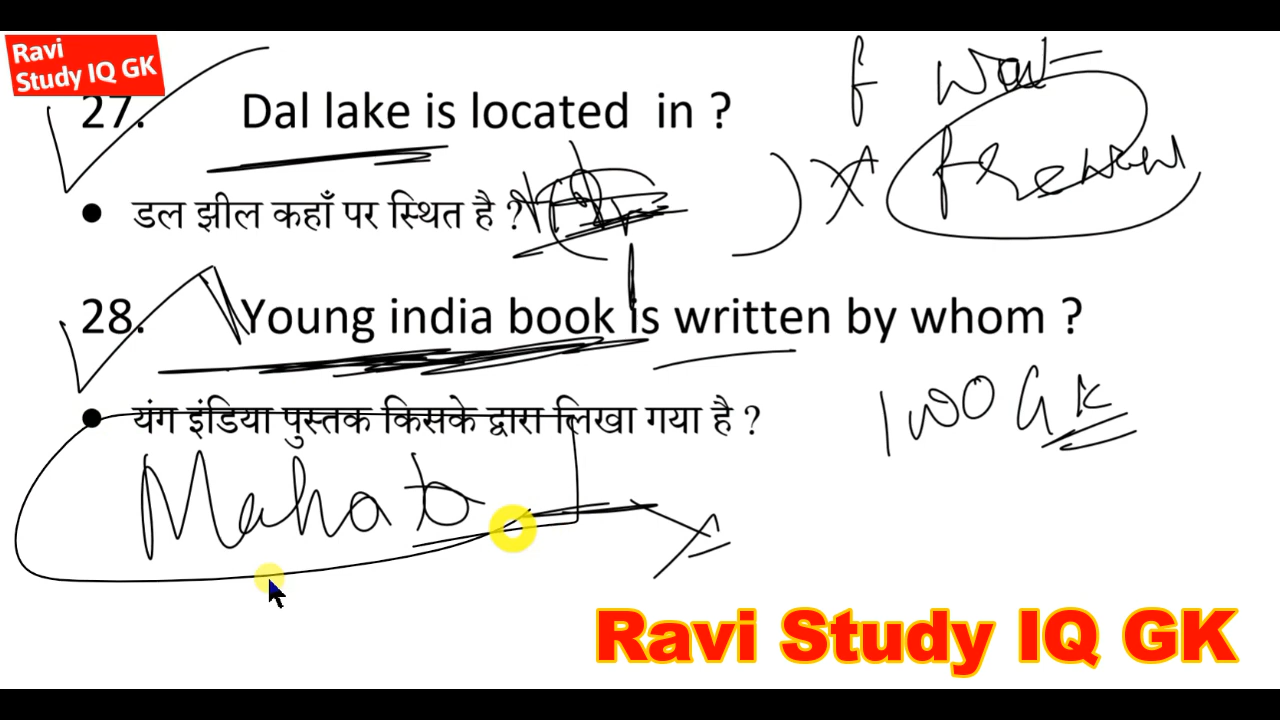 Ravi
Study IQ GK
27. Dal lake is located in ?
• डल झील कहाँ पर स्थित है ?
28. Young india book is written by whom ?
• यंग इंडिया पुस्तक किसके द्वारा लिखा गया है ?
100 GK
Ravi Study IQ GK